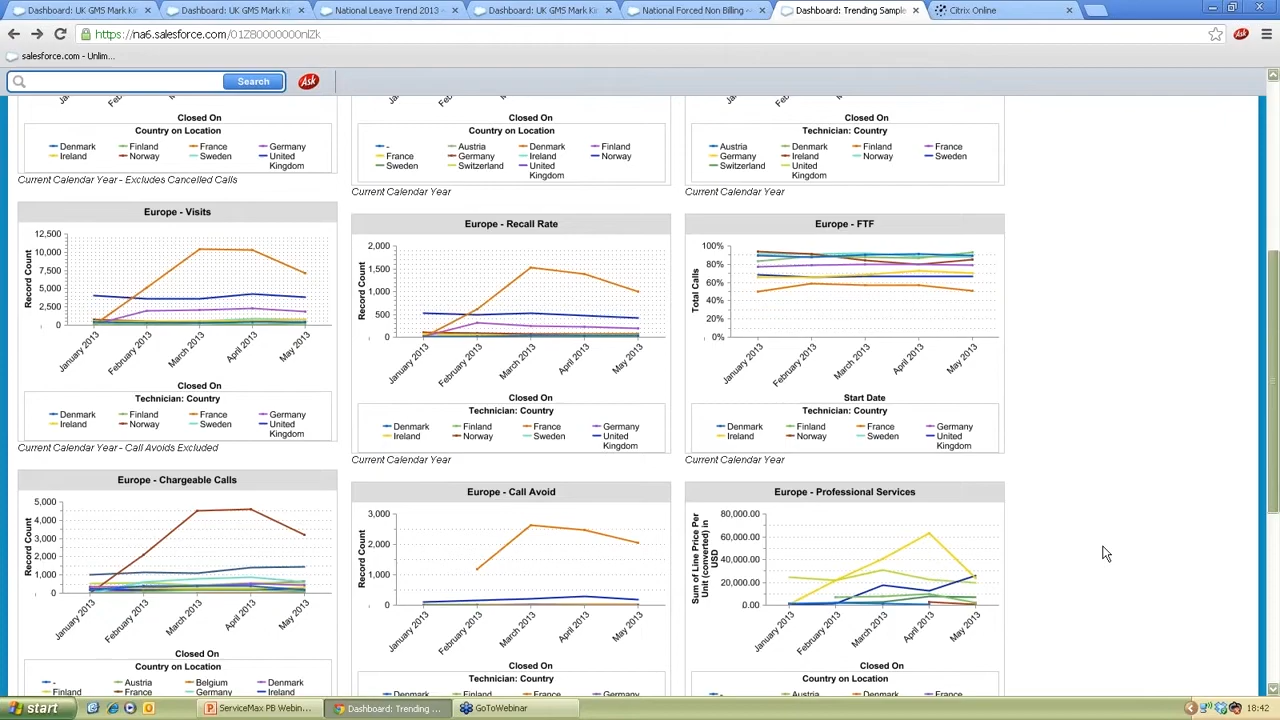 Dashboard: UK GMS Mark Ki
Dashboard: UK GMS Mark Ki
National Leave Trend 2013 -
Dashboard: UK GMS Mark Ki
National Forced Non Billing -
Dashboard: Trending Sample
Citrix Online
https://na6.salesforce.com/01Z80000000nlZk
Ask
salesforce.com - Unlim...
Search
Ask
Closed On
Country on Location
Denmark Finland France Germany
Ireland Norway Sweden United
Kingdom
Current Calendar Year - Excludes Cancelled Calls
Closed On
Country on Location
- Austria Denmark Finland
France Germany Ireland Norway
Sweden Switzerland United
Kingdom
Current Calendar Year
Closed On
Technician: Country
Austria Denmark Finland France
Germany Ireland Norway Sweden
Switzerland United
Kingdom
Current Calendar Year
Europe - Visits
Record Count
12,500
10,000
7,500
5,000
2,500
0
January 2013 February 2013 March 2013 April 2013 May 2013
Closed On
Technician: Country
Denmark Finland France Germany
Ireland Norway Sweden United
Kingdom
Current Calendar Year - Call Avoids Excluded
Europe - Recall Rate
Record Count
2,000
1,500
1,000
500
0
January 2013 February 2013 March 2013 April 2013 May 2013
Closed On
Technician: Country
Denmark Finland France Germany
Ireland Norway Sweden United
Kingdom
Current Calendar Year
Europe - FTF
Total Calls
100%
80%
60%
40%
20%
0%
January 2013 February 2013 March 2013 April 2013 May 2013
Start Date
Technician: Country
Denmark Finland France Germany
Ireland Norway Sweden United
Kingdom
Current Calendar Year
Europe - Chargeable Calls
Record Count
5,000
4,000
3,000
2,000
1,000
0
January 2013 February 2013 March 2013 April 2013 May 2013
Closed On
Country on Location
- Austria Belgium Denmark
Finland France Germany Ireland
Europe - Call Avoid
Record Count
3,000
2,000
1,000
0
January 2013 February 2013 March 2013 April 2013 May 2013
Closed On
Technician: Country
Denmark Finland France Germany
Europe - Professional Services
Sum of Line Price Per
Unit (converted) in
USD
80,000.00
60,000.00
40,000.00
20,000.00
0.00
January 2013 February 2013 March 2013 April 2013 May 2013
Closed On
Country on Location
- Austria Denmark France
start
ServiceMax PB Webin...
Dashboard: Trending ...
GoToWebinar
18:42